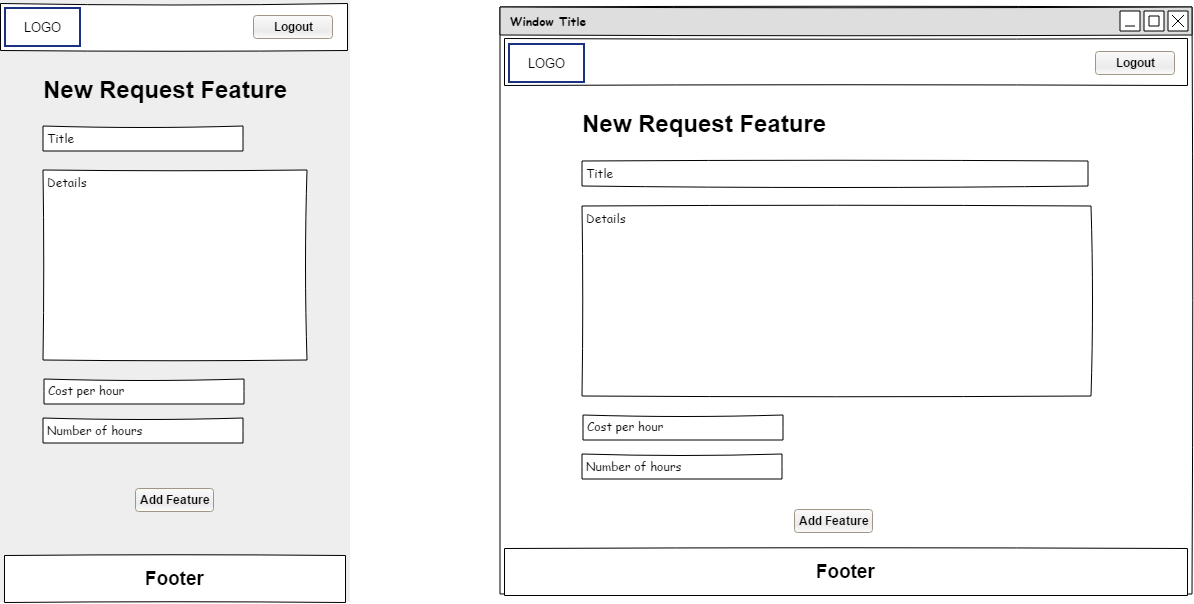 LOGO
Logout
New Request Feature
Title
Details
Cost per hour
Number of hours
Add Feature
Footer
Window Title
LOGO
Logout
New Request Feature
Title
Details
Cost per hour
Number of hours
Add Feature
Footer